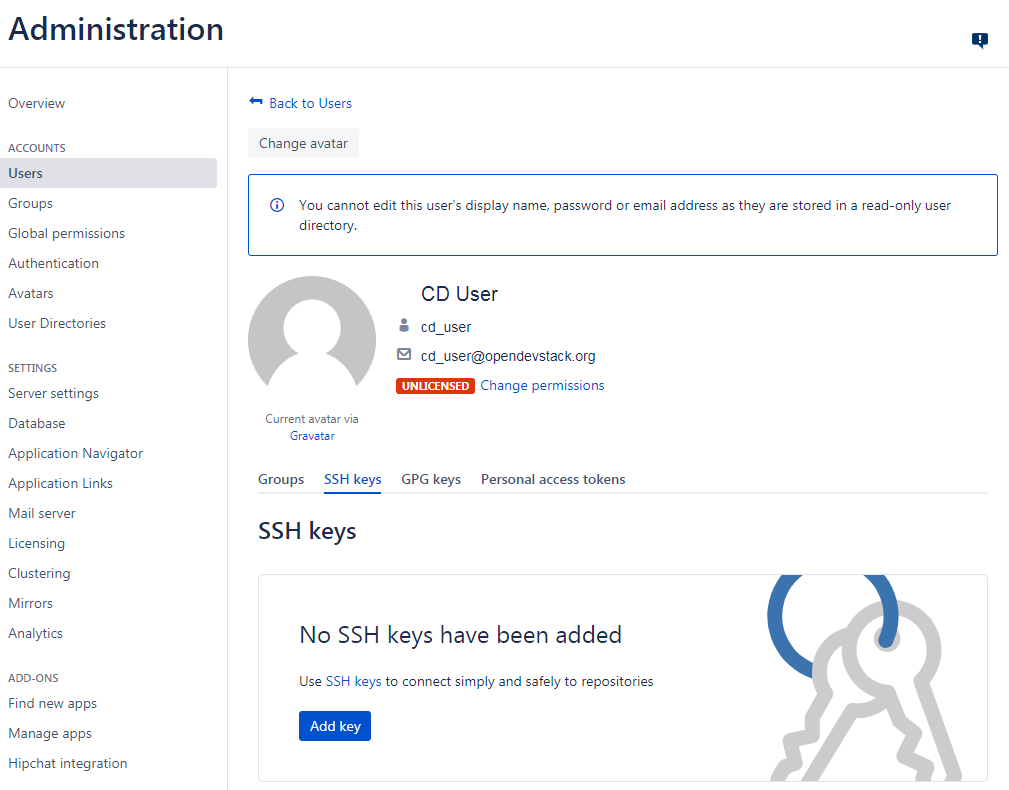 Administration
Overview
ACCOUNTS
Users
Groups
Global permissions
Authentication
Avatars
User Directories
SETTINGS
Server settings
Database
Application Navigator
Application Links
Mail server
Licensing
Clustering
Mirrors
Analytics
ADD-ONS
Find new apps
Manage apps
Hipchat integration
Back to Users
Change avatar
You cannot edit this user's display name, password or email address as they are stored in a read-only user
directory.
CD User
cd_user
cd_user@opendevstack.org
UNLICENSED Change permissions
Current avatar via
Gravatar
Groups SSH keys GPG keys Personal access tokens
SSH keys
No SSH keys have been added
Use SSH keys to connect simply and safely to repositories
Add key